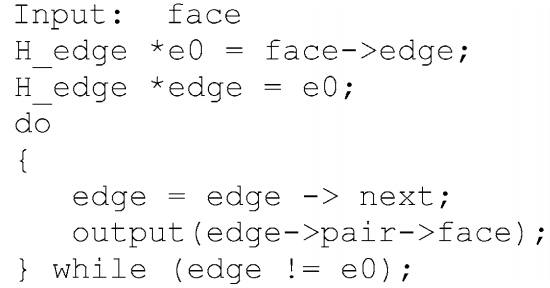 Input:  face
H_edge *e0 = face->edge;
H_edge *edge = e0;
do
{
   edge = edge -> next;
   output(edge->pair->face);
} while (edge != e0);